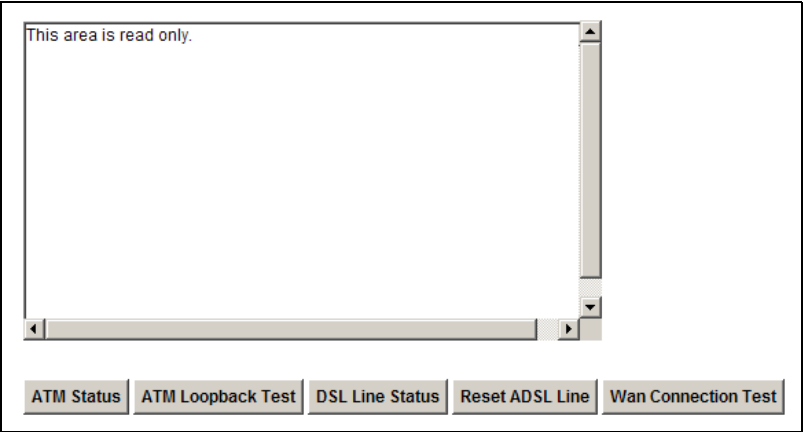 This area is read only.
ATM Status ATM Loopback Test DSL Line Status Reset ADSL Line Wan Connection Test